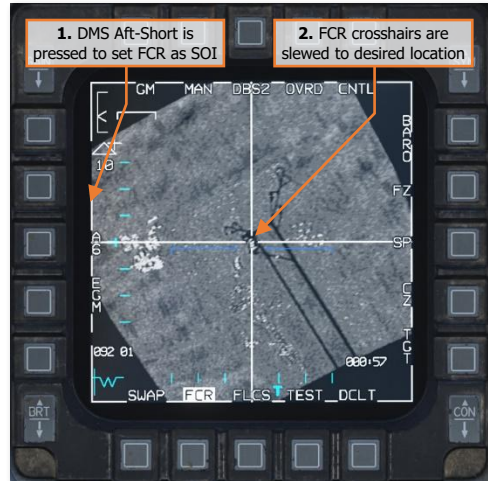 1. DMS Aft-Short is
pressed to set FCR as SOI
2. FCR crosshairs are
slewed to desired location
GM MAN DBS2 OVRD CNTL
10
BARO
FZ
SP
CZ
TGT
A6
EGM
092 01
000:57
SWAP FCR FLCS TEST DCLT
BRT
CON